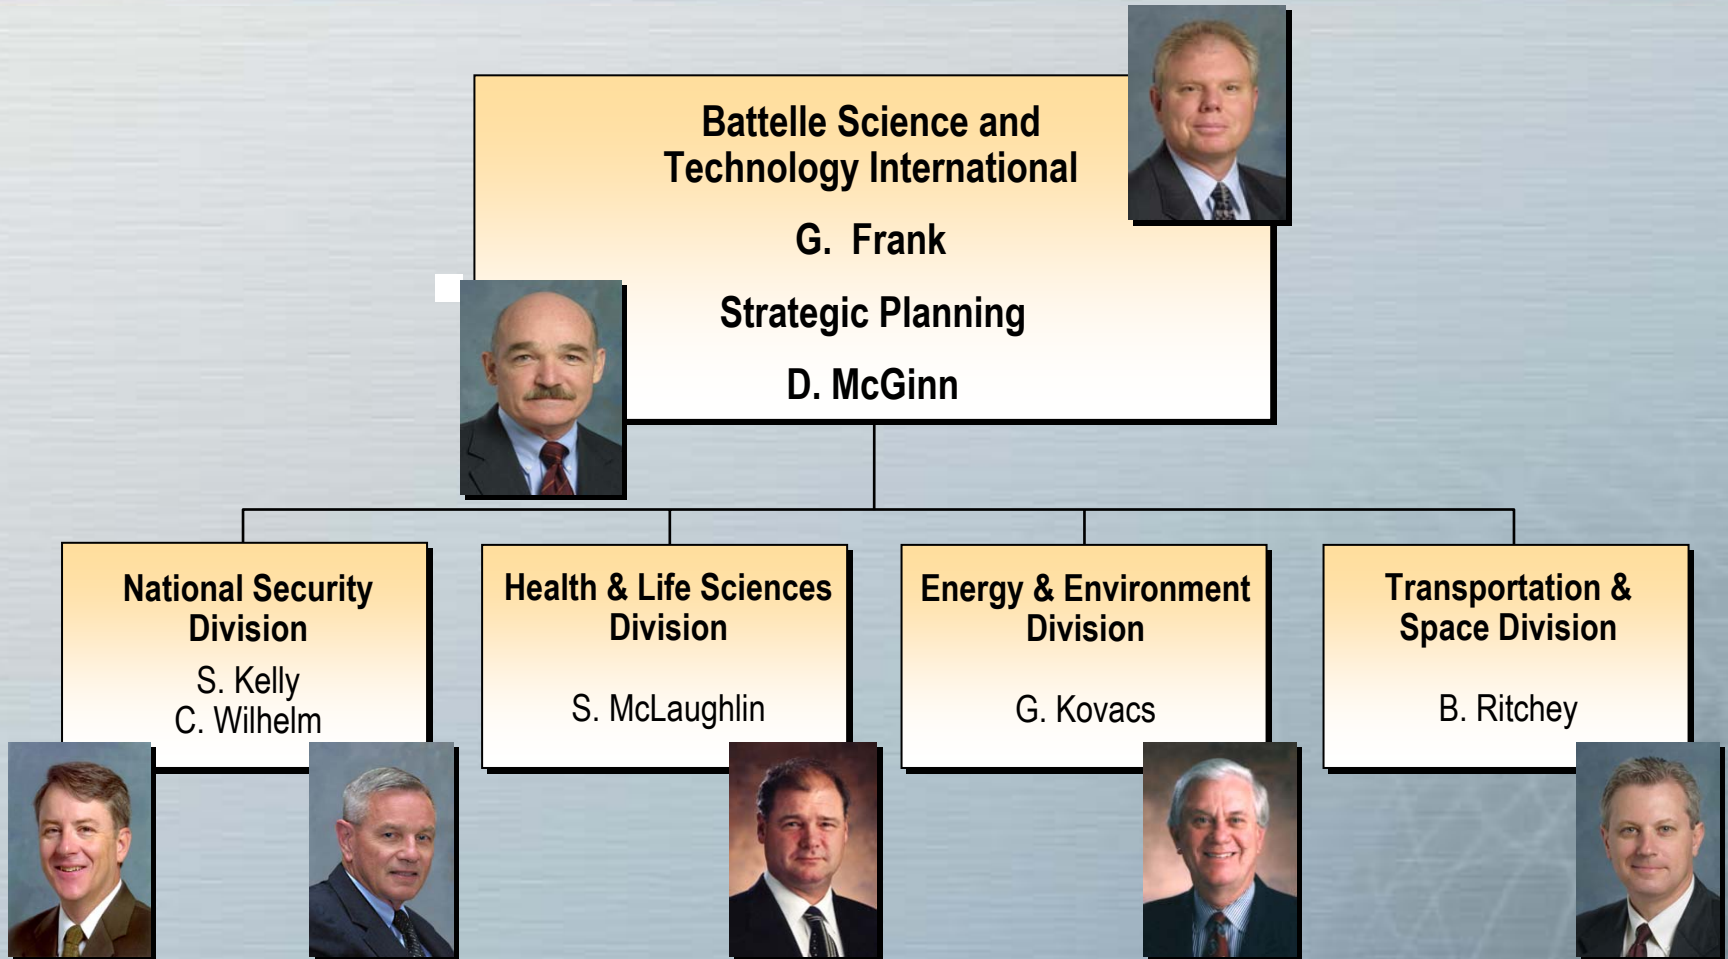 Battelle Science and
Technology International
G. Frank
Strategic Planning
D. McGinn
National Security
Division
S. Kelly
C. Wilhelm
Health & Life Sciences
Division
S. McLaughlin
Energy & Environment
Division
G. Kovacs
Transportation &
Space Division
B. Ritchey